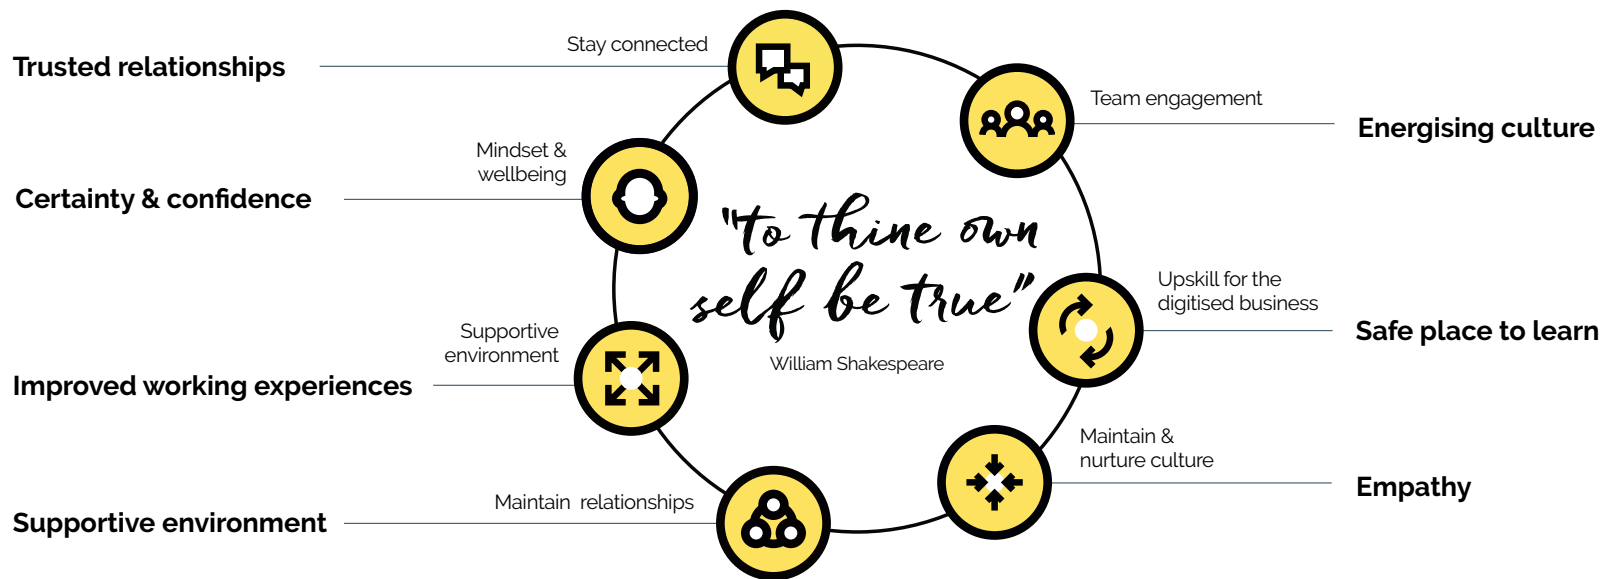 Stay connected
Trusted relationships
Team engagement
Energising culture
Mindset &
wellbeing
Certainty & confidence
"to thine own
self be true"
William Shakespeare
Upskill for the
digitised business
Safe place to learn
Supportive
environment
Improved working experiences
Maintain &
nurture culture
Empathy
Maintain relationships
Supportive environment